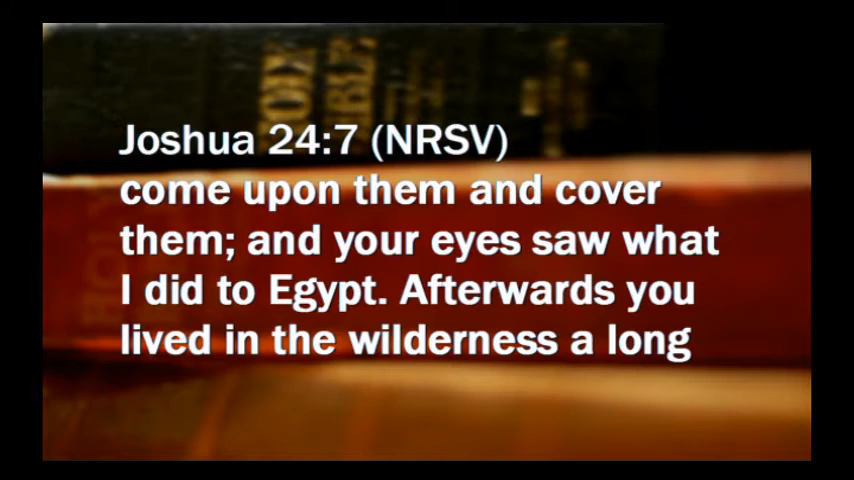 Joshua 24:7 (NRSV)
come upon them and cover
them; and your eyes saw what
I did to Egypt. Afterwards you
lived in the wilderness a long